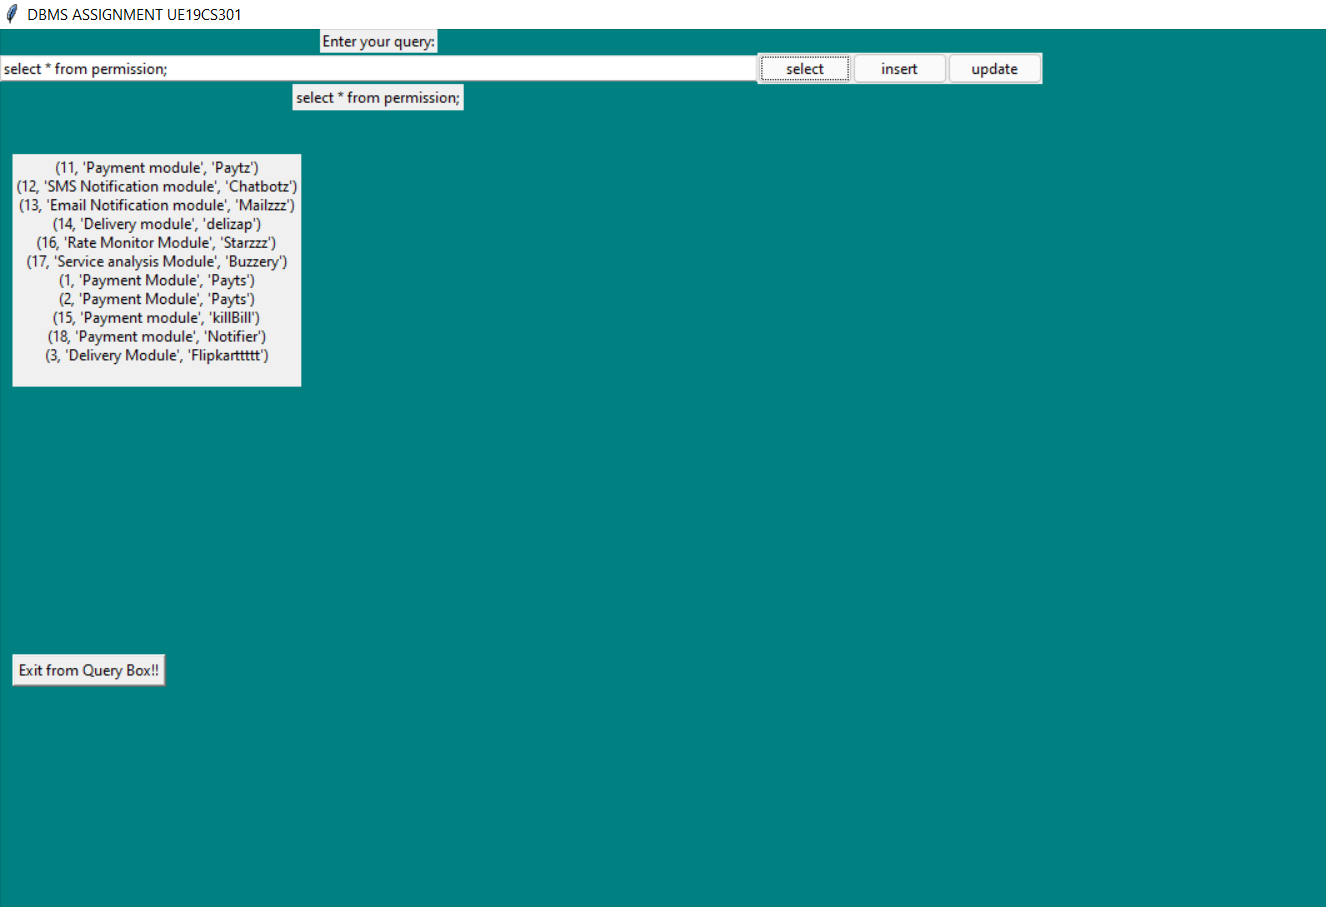 DBMS ASSIGNMENT UE19CS301
Enter your query:
select * from permission; select insert update
select * from permission;
(11, 'Payment module', 'Paytz')
(12, 'SMS Notification module', 'Chatbotz')
(13, 'Email Notification module', 'Mailzzz')
(14, 'Delivery module', 'delizap')
(16, 'Rate Monitor Module', 'Starzzz')
(17, 'Service analysis Module', 'Buzzery')
(1, 'Payment Module', 'Payts')
(2, 'Payment Module', 'Payts')
(15, 'Payment module', 'killBill')
(18, 'Payment module', 'Notifier')
(3, 'Delivery Module', 'Flipkarttttt')
Exit from Query Box!!